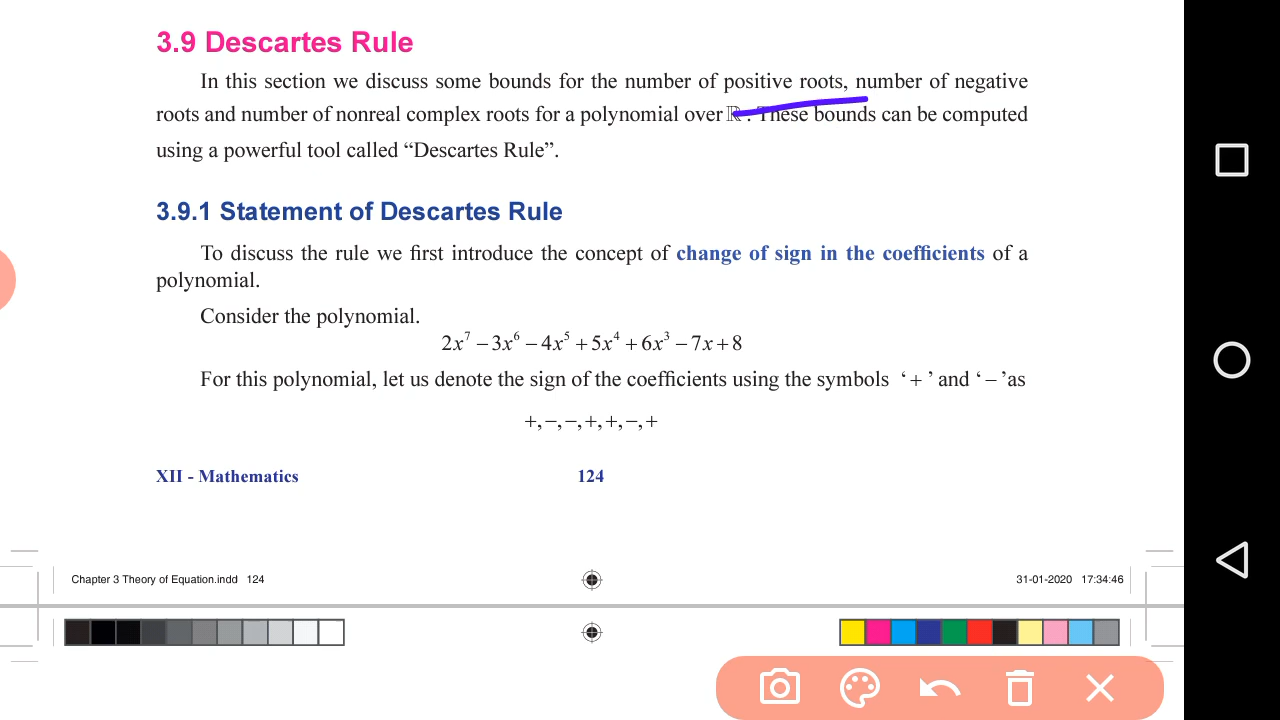 3.9 Descartes Rule
In this section we discuss some bounds for the number of positive roots, number of negative
roots and number of nonreal complex roots for a polynomial over ℝ. These bounds can be computed
using a powerful tool called “Descartes Rule”.
3.9.1 Statement of Descartes Rule
To discuss the rule we first introduce the concept of change of sign in the coefficients of a
polynomial.
Consider the polynomial.
2x⁷ − 3x⁶ − 4x⁵ + 5x⁴ + 6x³ − 7x + 8
For this polynomial, let us denote the sign of the coefficients using the symbols ‘ + ’ and ‘ − ’as
+, −, −, +, +, −, +
XII - Mathematics 124
Chapter 3 Theory of Equation.indd 124 31-01-2020 17:34:46